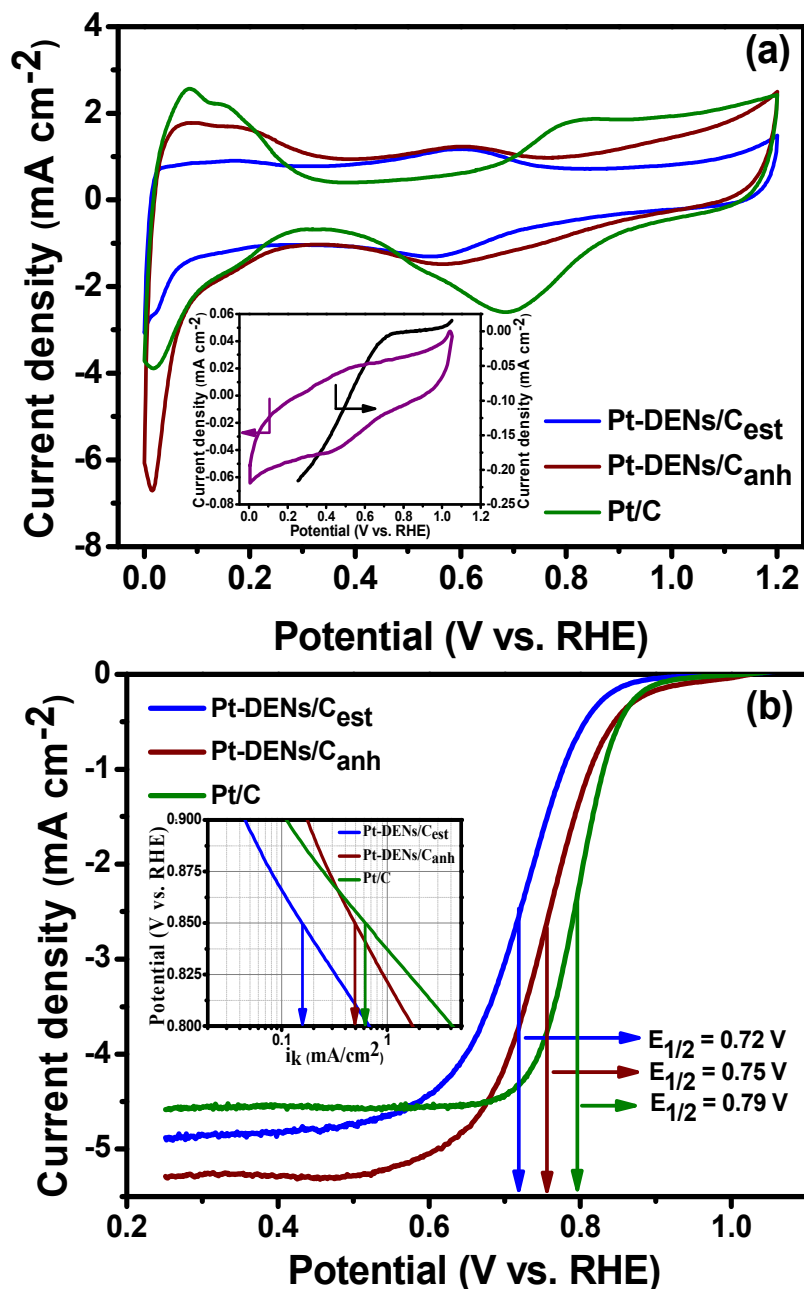 (a)
Current density (mA cm-2)
4
2
0
-2
-4
-6
-8
0.0 0.2 0.4 0.6 0.8 1.0 1.2
Potential (V vs. RHE)
Pt-DENs/Cest
Pt-DENs/Canh
Pt/C
Current density (mA cm-2)
0.06
0.04
0.02
0.00
-0.02
-0.04
-0.06
-0.08
0.00
-0.05
-0.10
-0.15
-0.20
-0.25
Current density (mA cm-2)
0.0 0.2 0.4 0.6 0.8 1.0 1.2
Potential (V vs. RHE)
(b)
Current density (mA cm-2)
0
-1
-2
-3
-4
-5
0.2 0.4 0.6 0.8 1.0
Potential (V vs. RHE)
Pt-DENs/Cest
Pt-DENs/Canh
Pt/C
Potential (V vs. RHE)
0.900
0.875
0.850
0.825
0.800
0.1 1
ik (mA/cm2)
Pt-DENs/Cest
Pt-DENs/Canh
Pt/C
E1/2 = 0.72 V
E1/2 = 0.75 V
E1/2 = 0.79 V